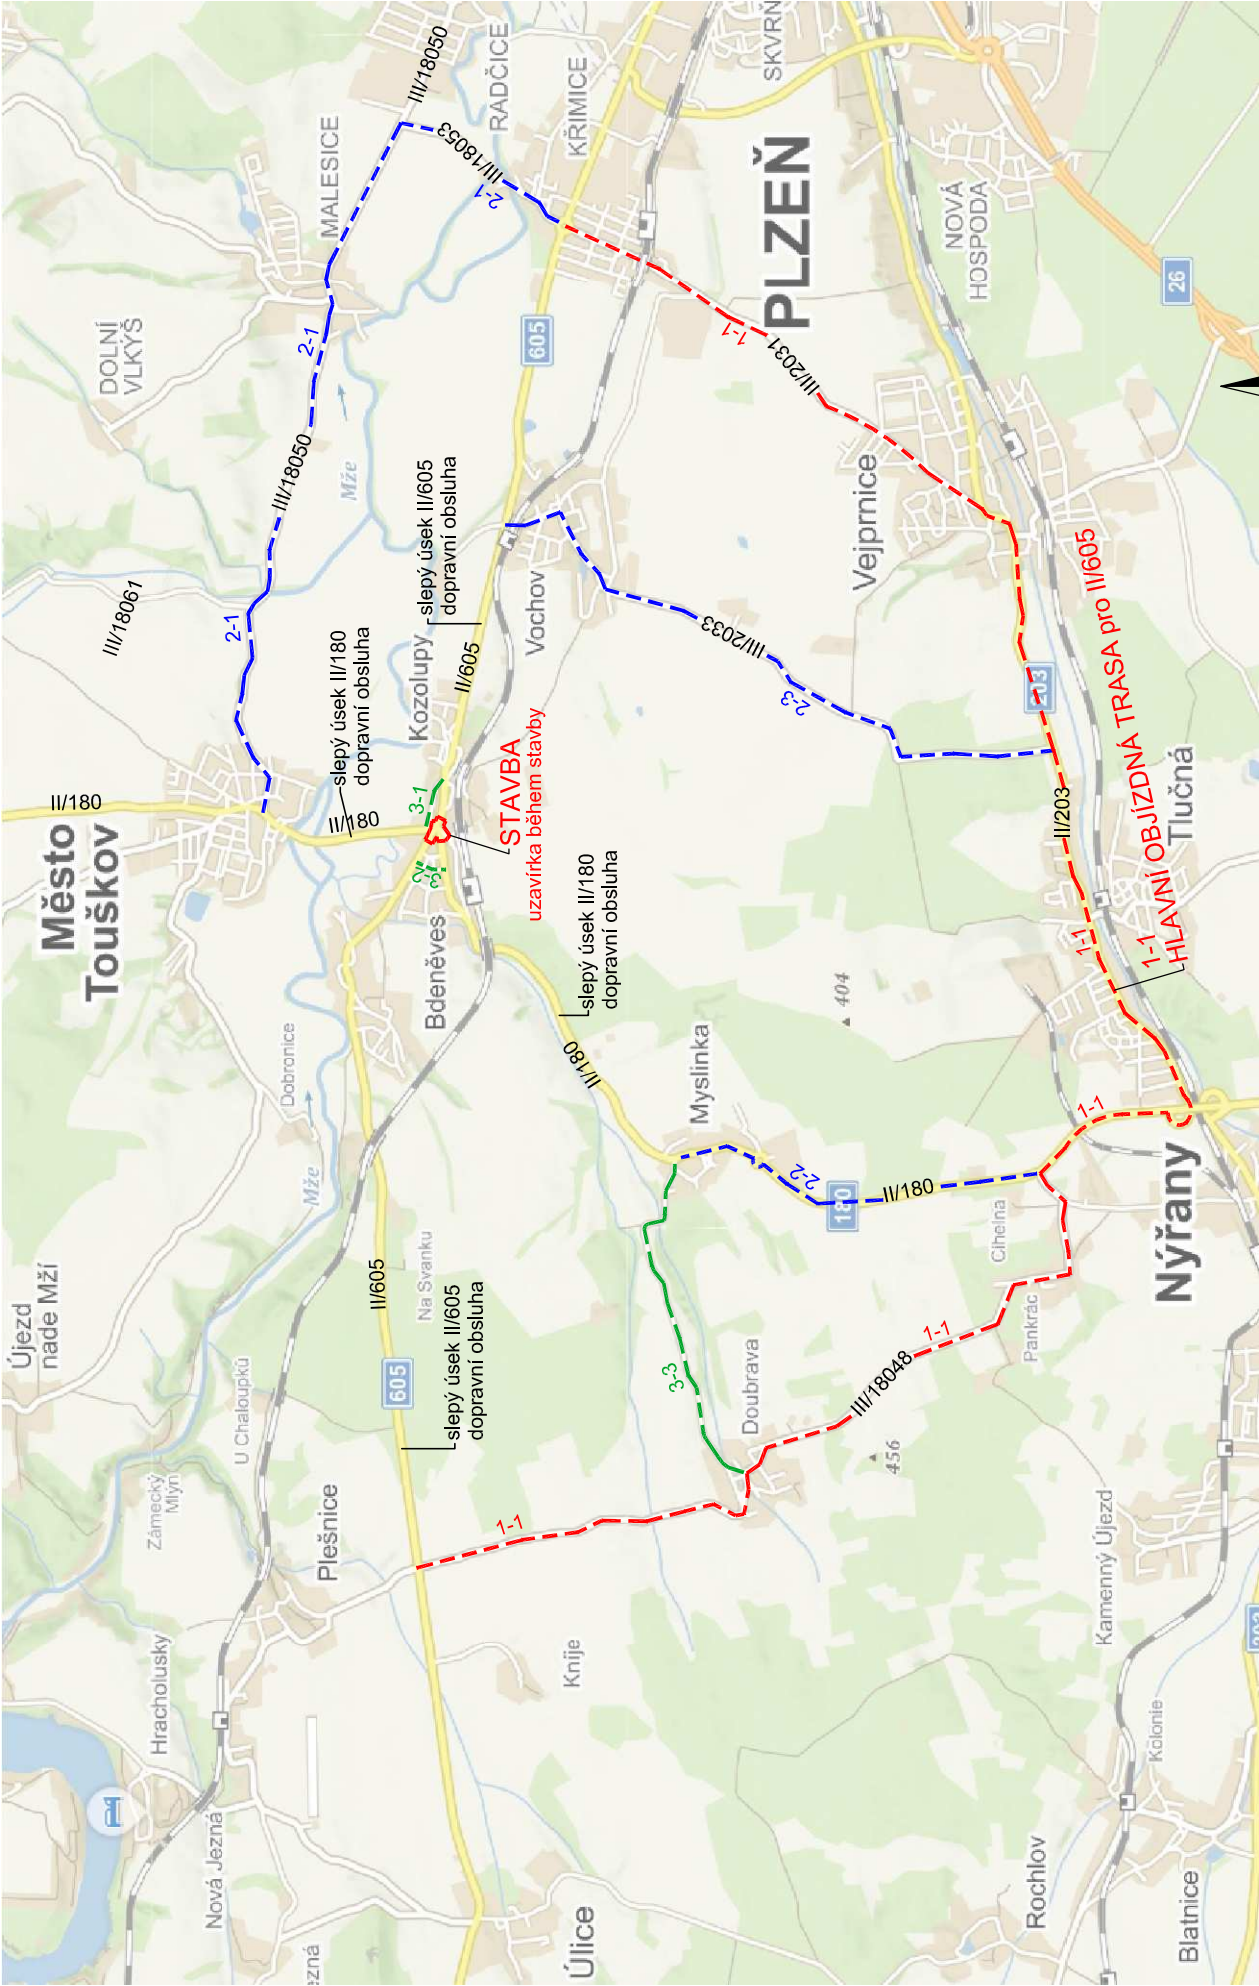 Újezd
nade Mží
Město
Touškov
II/180
III/18061
DOLNÍ
VLKÝŠ
Hracholusky
Zámecký
Mlýn
U Chaloupků
Dobronice
Mže
2-1
III/18050
2-1
MALESICE
III/18050
Nová Jezná
Plešnice
II/605
II/180
slepý úsek II/180
dopravní obsluha
Mže
III/18053
2-1
RADČICE
605
Na Švanku
slepý úsek II/605
dopravní obsluha
Bdeněves
3-1
Kozolupy
slepý úsek II/605
dopravní obsluha
II/605
KŘIMICE
1-1
STAVBA
uzavírka během stavby
Vochov
605
Úlice
Knije
II/180
slepý úsek II/180
dopravní obsluha
3-3
Myslinka
III/2033
1-1
PLZEŇ
SKVRŇ
Doubrava
2-2
2-3
III/2031
180
404
Vejprnice
456
III/18048
II/180
1-1
Cihelna
Pankrác
NOVÁ
HOSPODA
Rochlov
Kamenný Újezd
1-1
1-1
II/203
203
1-1
HLAVNÍ OBJÍZDNÁ TRASA pro II/605
Kolonie
Blatnice
Nýřany
Tlučná
26
203